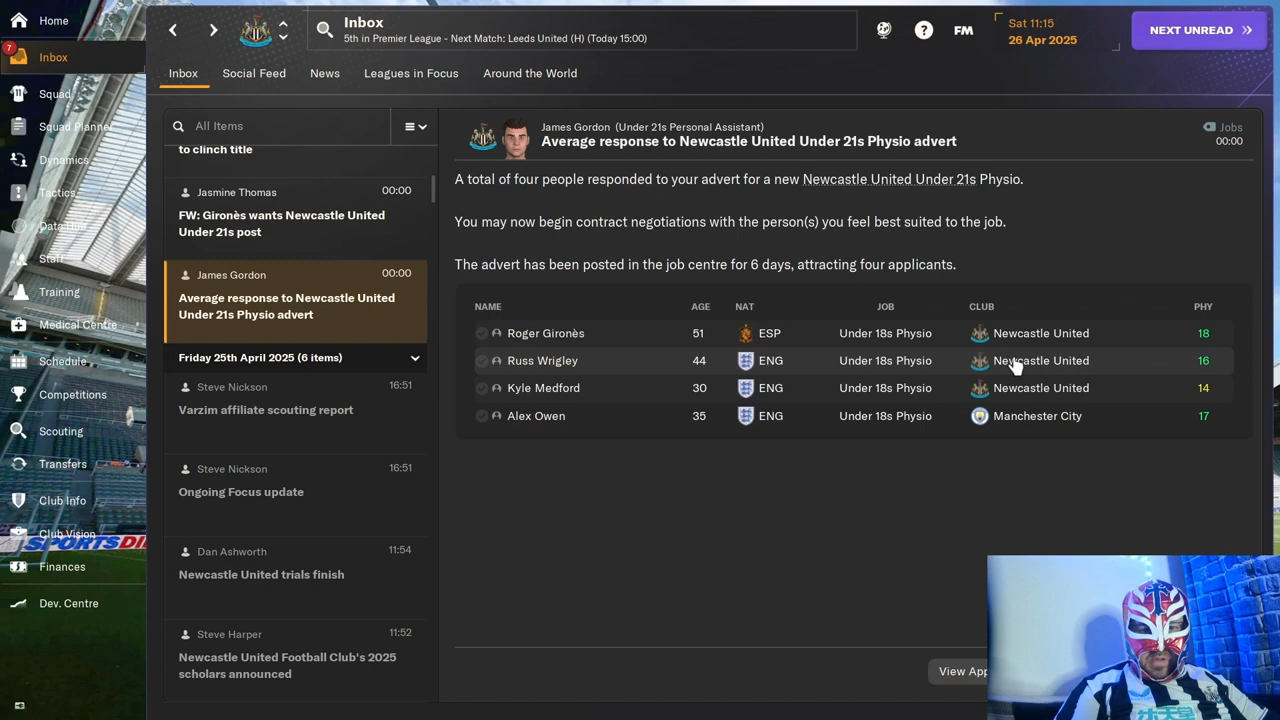 Home
7
Inbox
Squad
Squad Planner
Dynamics
Tactics
Staff
Training
Medical Centre
Schedule
Competitions
Scouting
Transfers
Club Info
Club Vision
SPORTSDI
Finances
Dev. Centre
Inbox
5th in Premier League - Next Match: Leeds United (H) (Today 15:00)
?
FM
Sat 11:15
26 Apr 2025
NEXT UNREAD
Inbox
Social Feed
News
Leagues in Focus
Around the World
All Items
to clinch title
Jasmine Thomas
00:00
FW: Gironès wants Newcastle United
Under 21s post
James Gordon
00:00
Average response to Newcastle United
Under 21s Physio advert
Friday 25th April 2025 (6 items)
Steve Nickson
16:51
Varzim affiliate scouting report
Steve Nickson
16:51
Ongoing Focus update
Dan Ashworth
11:54
Newcastle United trials finish
Steve Harper
11:52
Newcastle United Football Club's 2025
scholars announced
James Gordon (Under 21s Personal Assistant)
Average response to Newcastle United Under 21s Physio advert
Jobs
00:00
A total of four people responded to your advert for a new Newcastle United Under 21s Physio.
You may now begin contract negotiations with the person(s) you feel best suited to the job.
The advert has been posted in the job centre for 6 days, attracting four applicants.
NAME AGE NAT JOB CLUB PHY
Roger Gironès 51 ESP Under 18s Physio Newcastle United 18
Russ Wrigley 44 ENG Under 18s Physio Newcastle United 16
Kyle Medford 30 ENG Under 18s Physio Newcastle United 14
Alex Owen 35 ENG Under 18s Physio Manchester City 17
View App